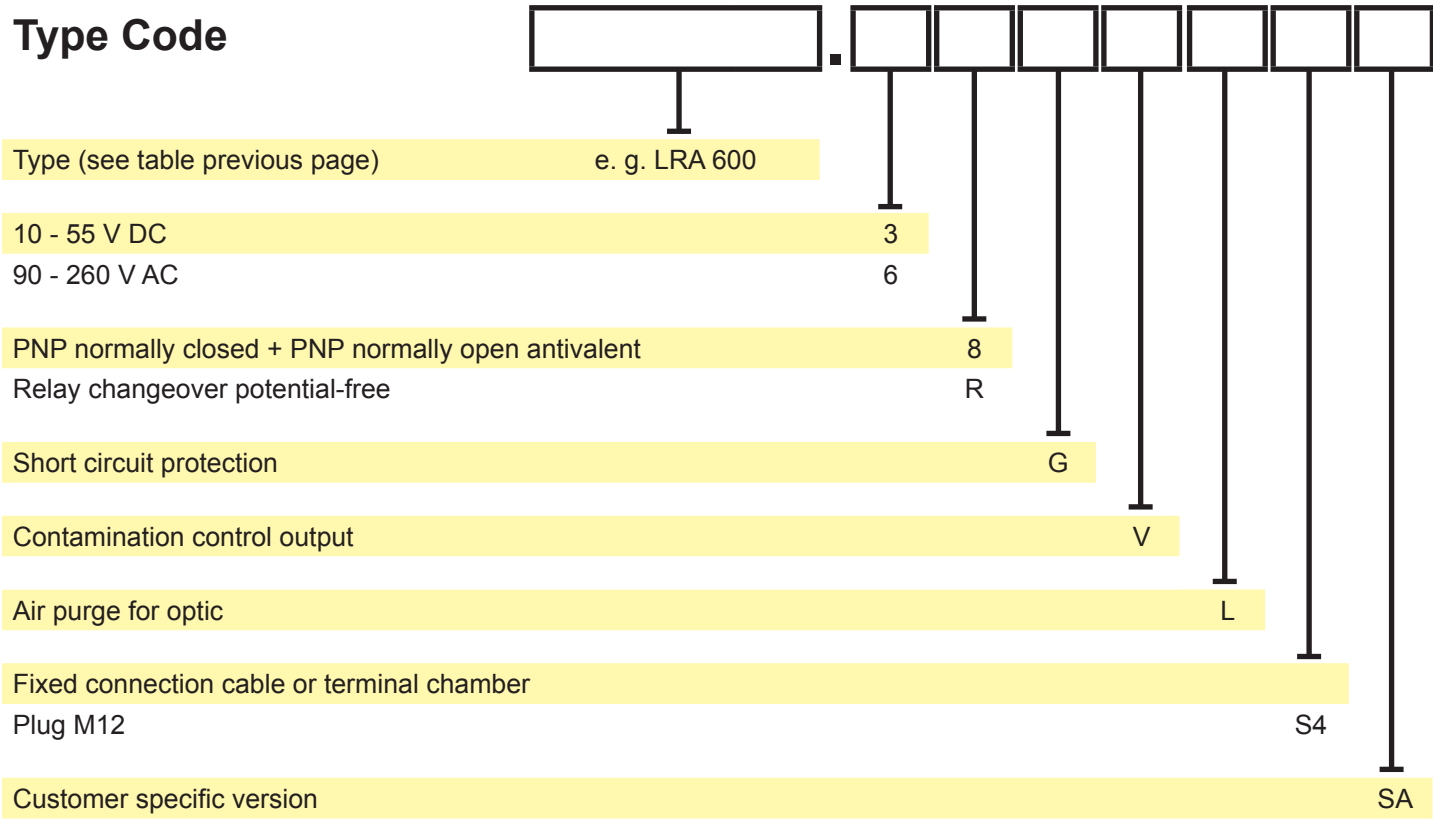 Type Code
.
Type (see table previous page) e. g. LRA 600
10 - 55 V DC 3
90 - 260 V AC 6
PNP normally closed + PNP normally open antivalent 8
Relay changeover potential-free R
Short circuit protection G
Contamination control output V
Air purge for optic L
Fixed connection cable or terminal chamber
Plug M12 S4
Customer specific version SA